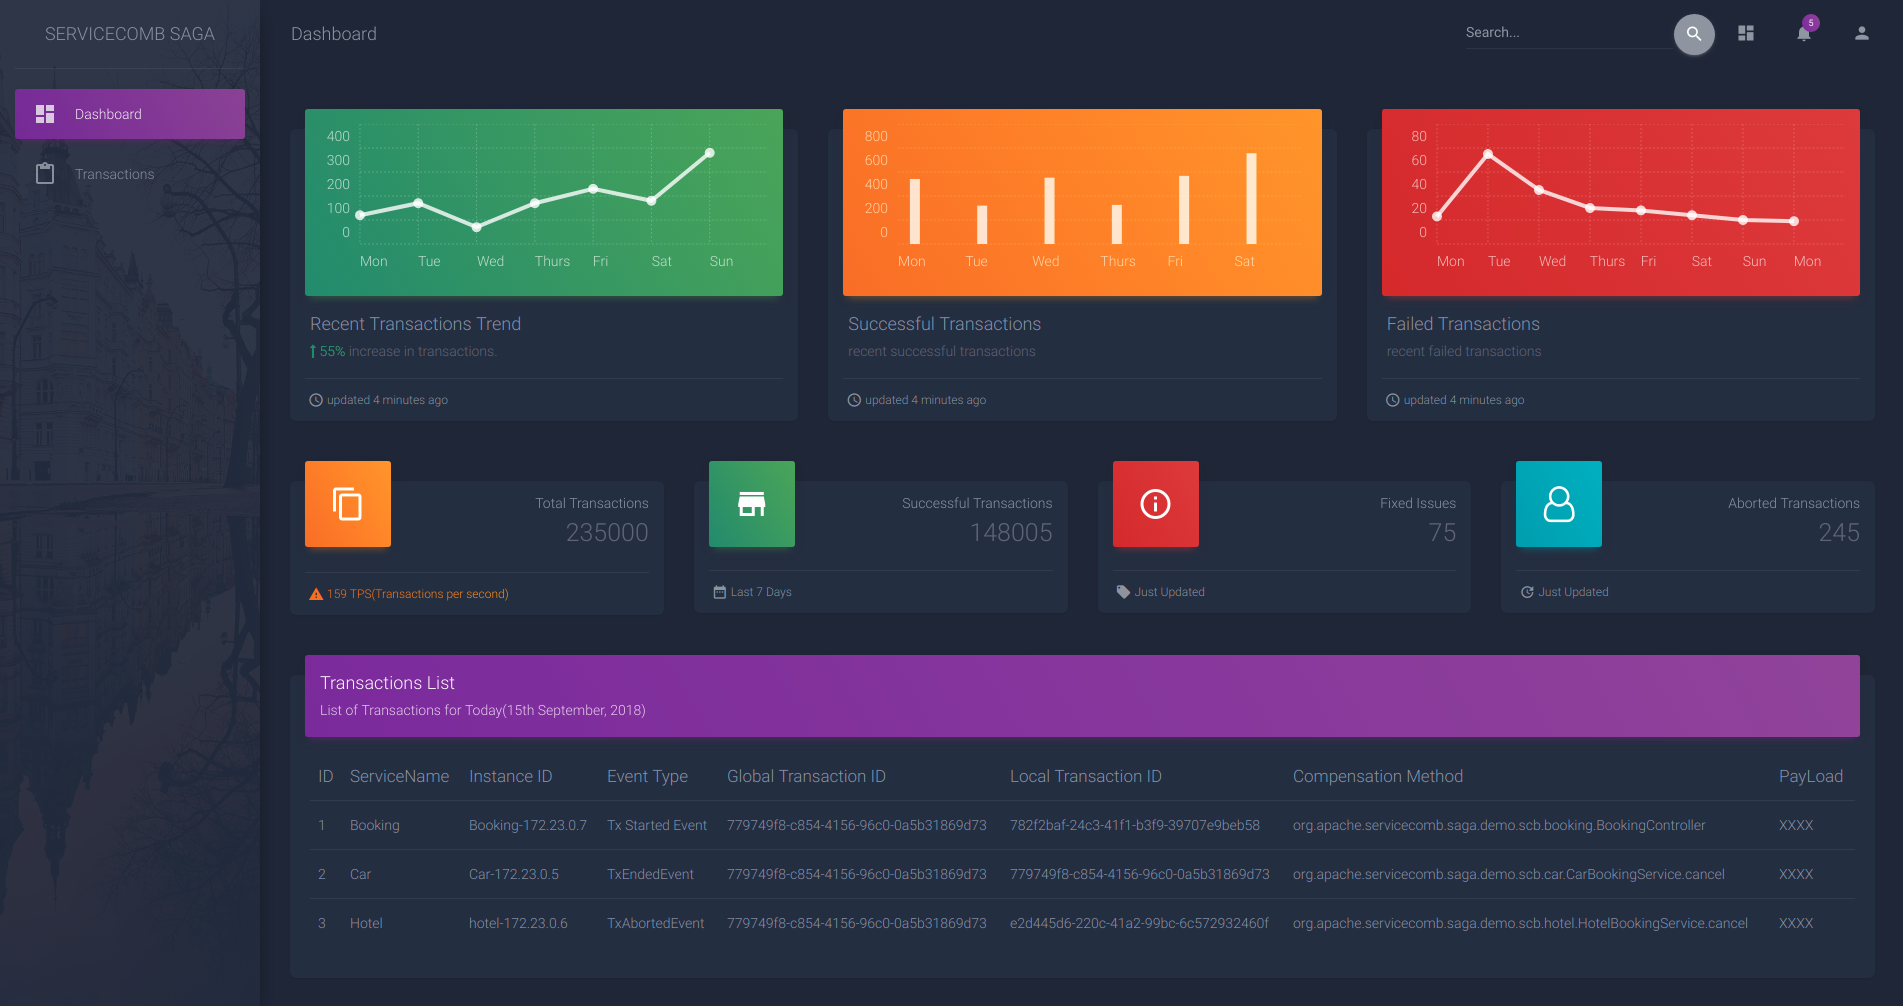 SERVICECOMB SAGA
Dashboard
Transactions
Dashboard
Search...
5
400
300
200
100
0
Mon Tue Wed Thurs Fri Sat Sun
Recent Transactions Trend
55% increase in transactions.
updated 4 minutes ago
800
600
400
200
0
Mon Tue Wed Thurs Fri Sat
Successful Transactions
recent successful transactions
updated 4 minutes ago
80
60
40
20
0
Mon Tue Wed Thurs Fri Sat Sun Mon
Failed Transactions
recent failed transactions
updated 4 minutes ago
Total Transactions
235000
159 TPS(Transactions per second)
Successful Transactions
148005
Last 7 Days
Fixed Issues
75
Just Updated
Aborted Transactions
245
Just Updated
Transactions List
List of Transactions for Today(15th September, 2018)
ID ServiceName Instance ID Event Type Global Transaction ID Local Transaction ID Compensation Method PayLoad
1 Booking Booking-172.23.0.7 Tx Started Event 779749f8-c854-4156-96c0-0a5b31869d73 782f2baf-24c3-41f1-b3f9-39707e9beb58 org.apache.servicecomb.saga.demo.scb.booking.BookingController XXXX
2 Car Car-172.23.0.5 TxEndedEvent 779749f8-c854-4156-96c0-0a5b31869d73 779749f8-c854-4156-96c0-0a5b31869d73 org.apache.servicecomb.saga.demo.scb.car.CarBookingService.cancel XXXX
3 Hotel hotel-172.23.0.6 TxAbortedEvent 779749f8-c854-4156-96c0-0a5b31869d73 e2d445d6-220c-41a2-99bc-6c572932460f org.apache.servicecomb.saga.demo.scb.hotel.HotelBookingService.cancel XXXX